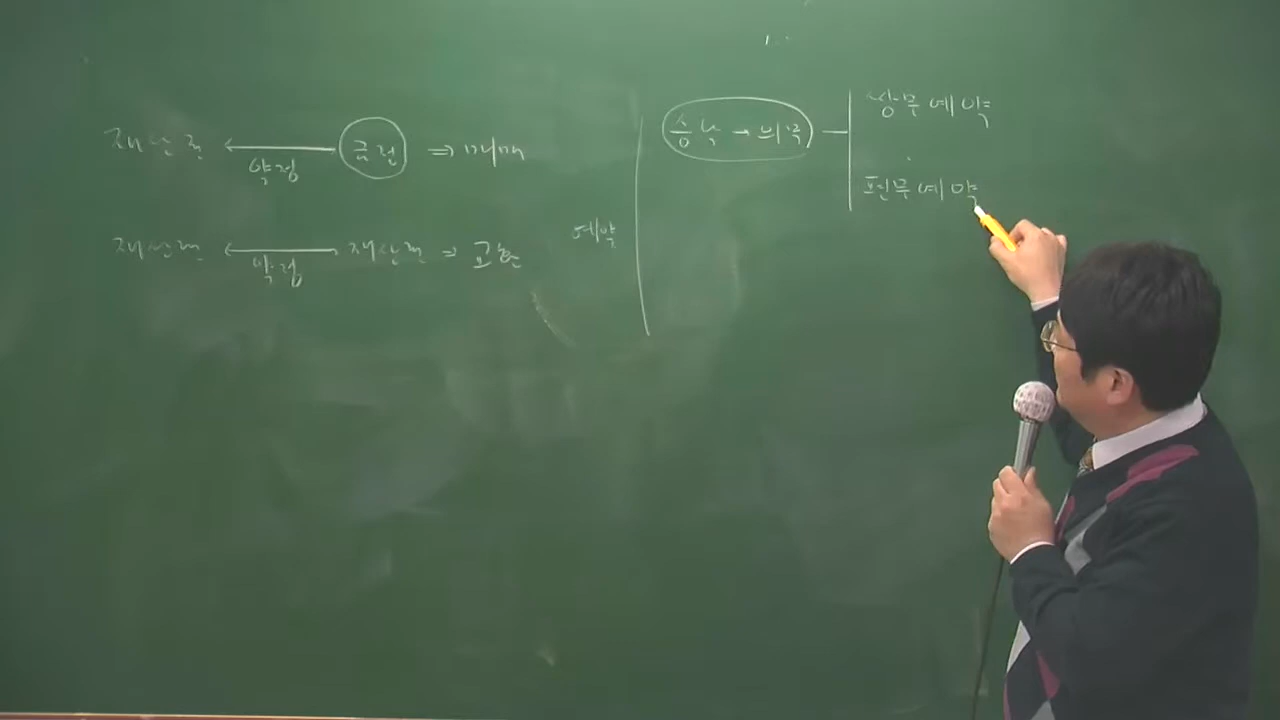 재산권 ← 약정 금전 ⇒ 매매
재산권 ← 약정 재산권 ⇒ 교환
예약
승낙 → 의무
쌍무예약
편무예약